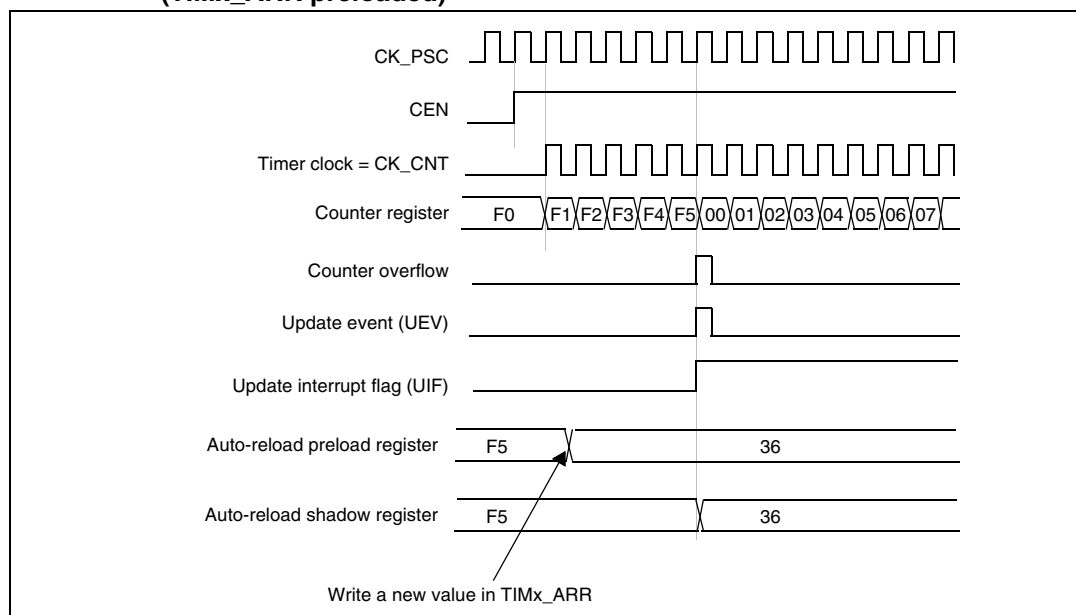 (TIMx_ARR preloaded)
CK_PSC
CEN
Timer clock = CK_CNT
Counter register F0 F1 F2 F3 F4 F5 00 01 02 03 04 05 06 07
Counter overflow
Update event (UEV)
Update interrupt flag (UIF)
Auto-reload preload register F5 36
Auto-reload shadow register F5 36
Write a new value in TIMx_ARR